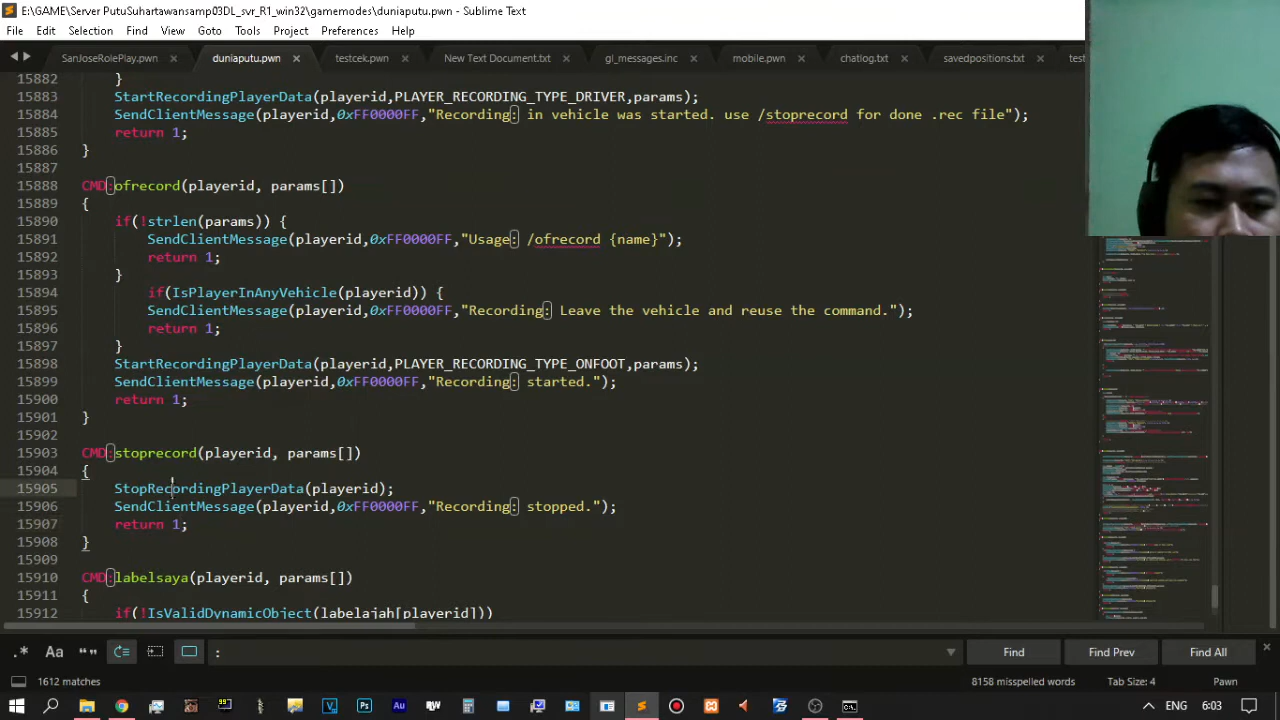 E:\GAME\Server PutuSuhartawansamp03DL_svr_R1_win32\gamemodes\duniaputu.pwn - Sublime Text
File Edit Selection Find View Goto Tools Project Preferences Help
SanJoseRolePlay.pwn duniaputu.pwn testcek.pwn New Text Document.txt gl_messages.inc mobile.pwn chatlog.txt savedpositions.txt test
15882 }
15883 StartRecordingPlayerData(playerid,PLAYER_RECORDING_TYPE_DRIVER,params);
15884 SendClientMessage(playerid,0xFF0000FF,"Recording: in vehicle was started. use /stoprecord for done .rec file");
15885 return 1;
15886 }
15887
15888 CMD:ofrecord(playerid, params[])
15889 {
15890 if(!strlen(params)) {
15891 SendClientMessage(playerid,0xFF0000FF,"Usage: /ofrecord {name}");
15892 return 1;
15893 }
15894 if(IsPlayerInAnyVehicle(playerid)) {
15895 SendClientMessage(playerid,0xFF0000FF,"Recording: Leave the vehicle and reuse the command.");
15896 return 1;
15897 }
15898 StartRecordingPlayerData(playerid,PLAYER_RECORDING_TYPE_ONFOOT,params);
15899 SendClientMessage(playerid,0xFF0000FF,"Recording: started.");
15900 return 1;
15901 }
15902
15903 CMD:stoprecord(playerid, params[])
15904 {
15905 StopRecordingPlayerData(playerid);
15906 SendClientMessage(playerid,0xFF0000FF,"Recording: stopped.");
15907 return 1;
15908 }
15909
15910 CMD:labelsaya(playerid, params[])
15911 {
15912 if(!IsValidDynamicObject(labelajah[playerid]))
.* Aa “” : Find Find Prev Find All
1612 matches 8158 misspelled words Tab Size: 4 Pawn
ENG 6:03